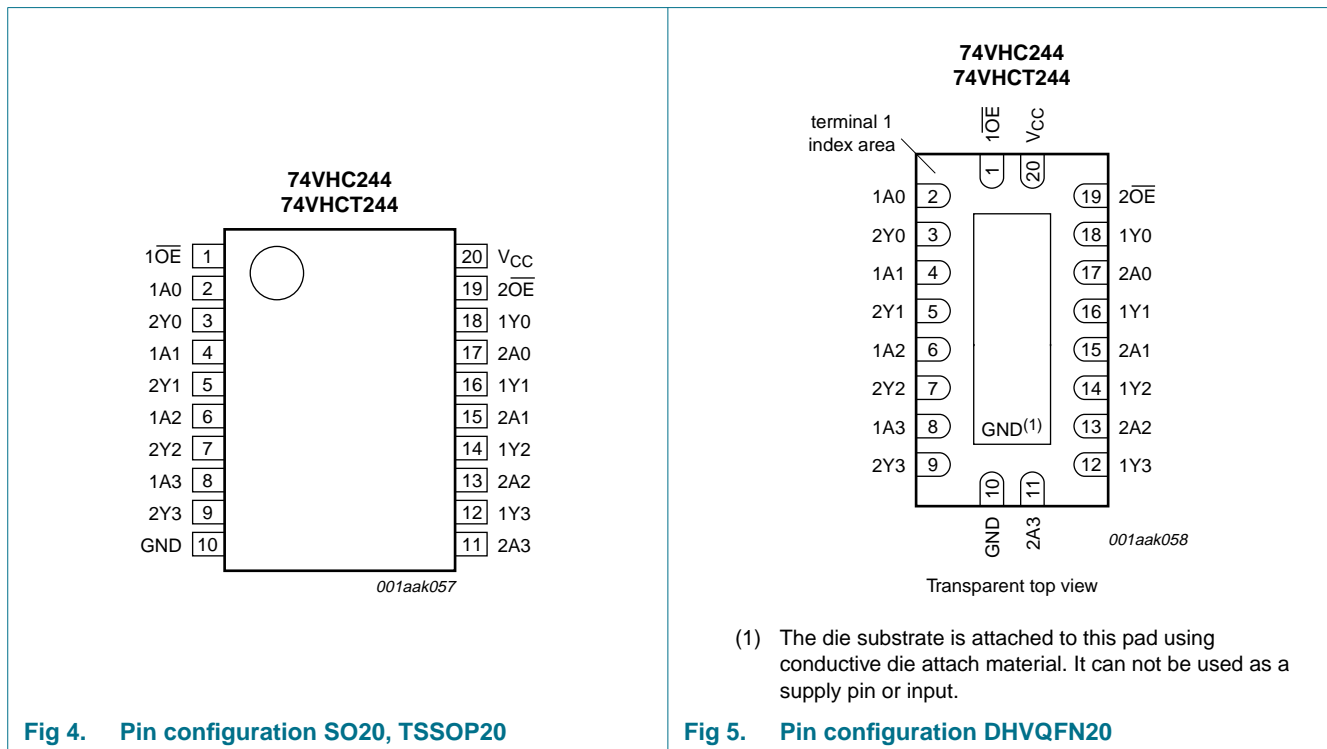 74VHC244
74VHCT244
1OE 1
1A0 2
2Y0 3
1A1 4
2Y1 5
1A2 6
2Y2 7
1A3 8
2Y3 9
GND 10
20 VCC
19 2OE
18 1Y0
17 2A0
16 1Y1
15 2A1
14 1Y2
13 2A2
12 1Y3
11 2A3
001aak057
Fig 4. Pin configuration SO20, TSSOP20
74VHC244
74VHCT244
terminal 1
index area
1OE
VCC
1
20
1A0 2
2Y0 3
1A1 4
2Y1 5
1A2 6
2Y2 7
1A3 8
2Y3 9
19 2OE
18 1Y0
17 2A0
16 1Y1
15 2A1
14 1Y2
13 2A2
12 1Y3
GND(1)
10
11
GND
2A3
001aak058
Transparent top view
(1) The die substrate is attached to this pad using
conductive die attach material. It can not be used as a
supply pin or input.
Fig 5. Pin configuration DHVQFN20